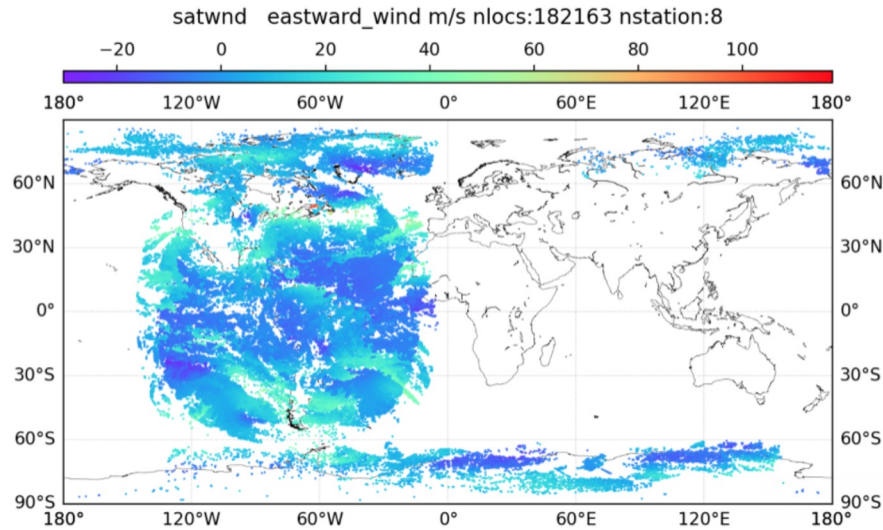 satwnd eastward_wind m/s nlocs:182163 nstation:8
−20 0 20 40 60 80 100
180° 120°W 60°W 0° 60°E 120°E 180°
60°N 60°N
30°N 30°N
0° 0°
30°S 30°S
60°S 60°S
90°S 90°S
180° 120°W 60°W 0° 60°E 120°E 180°